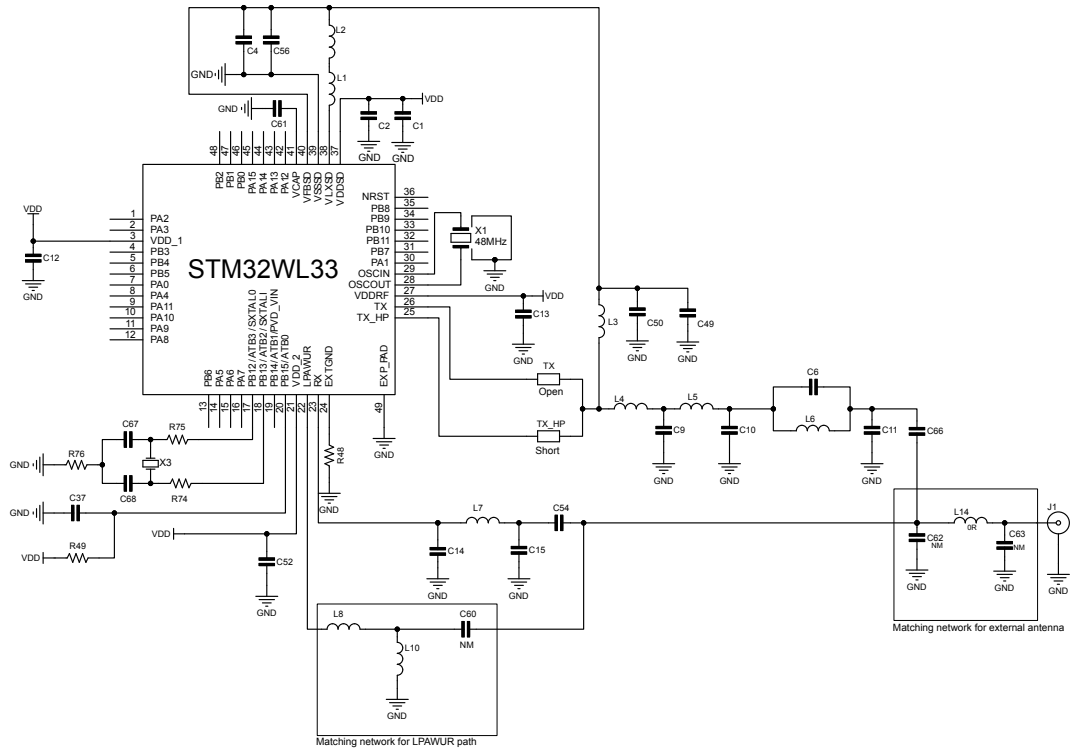 L2
C4
C56
GND
L1
GND
C61
VDD
C2
C1
GND
GND
48
47
46
45
44
43
42
41
40
39
38
37
PB2
PB1
PB0
PA15
PA14
PA13
PA12
VCAP
VFBSD
VSSSD
VLXSD
VDDSD
STM32WL33
VDD
C12
GND
1 PA2
2 PA3
3 VDD_1
4 PB3
5 PB4
6 PB5
7 PA0
8 PA4
9 PA11
10 PA10
11 PA9
12 PA8
NRST 36
PB8 35
PB9 34
PB10 33
PB11 32
PB7 31
PA1 30
OSCIN 29
OSCOUT 28
VDDRF 27
TX 26
TX_HP 25
X1
48MHz
GND
VDD
C13
GND
PB6
PA5
PA6
PA7
PB12/ATB3/SXTAL0
PB13/ATB2/SXTALI
PB14/ATB1/PVD_VIN
PB15/ATB0
VDD_2
LPAWUR
RX
EXTGND
EXP_PAD
13
14
15
16
17
18
19
20
21
22
23
24
49
GND
L3
C50
C49
GND
GND
TX
Open
TX_HP
Short
L4
L5
C6
L6
C9
C10
C11
C66
GND
GND
GND
C67
R75
GND
R76
X3
C68
R74
R48
GND
GND
C37
VDD
R49
VDD
C52
GND
L7
C54
C14
C15
GND
GND
L14
0R
J1
C62
NM
C63
NM
GND
GND
GND
Matching network for external antenna
L8
C60
NM
L10
GND
Matching network for LPAWUR path